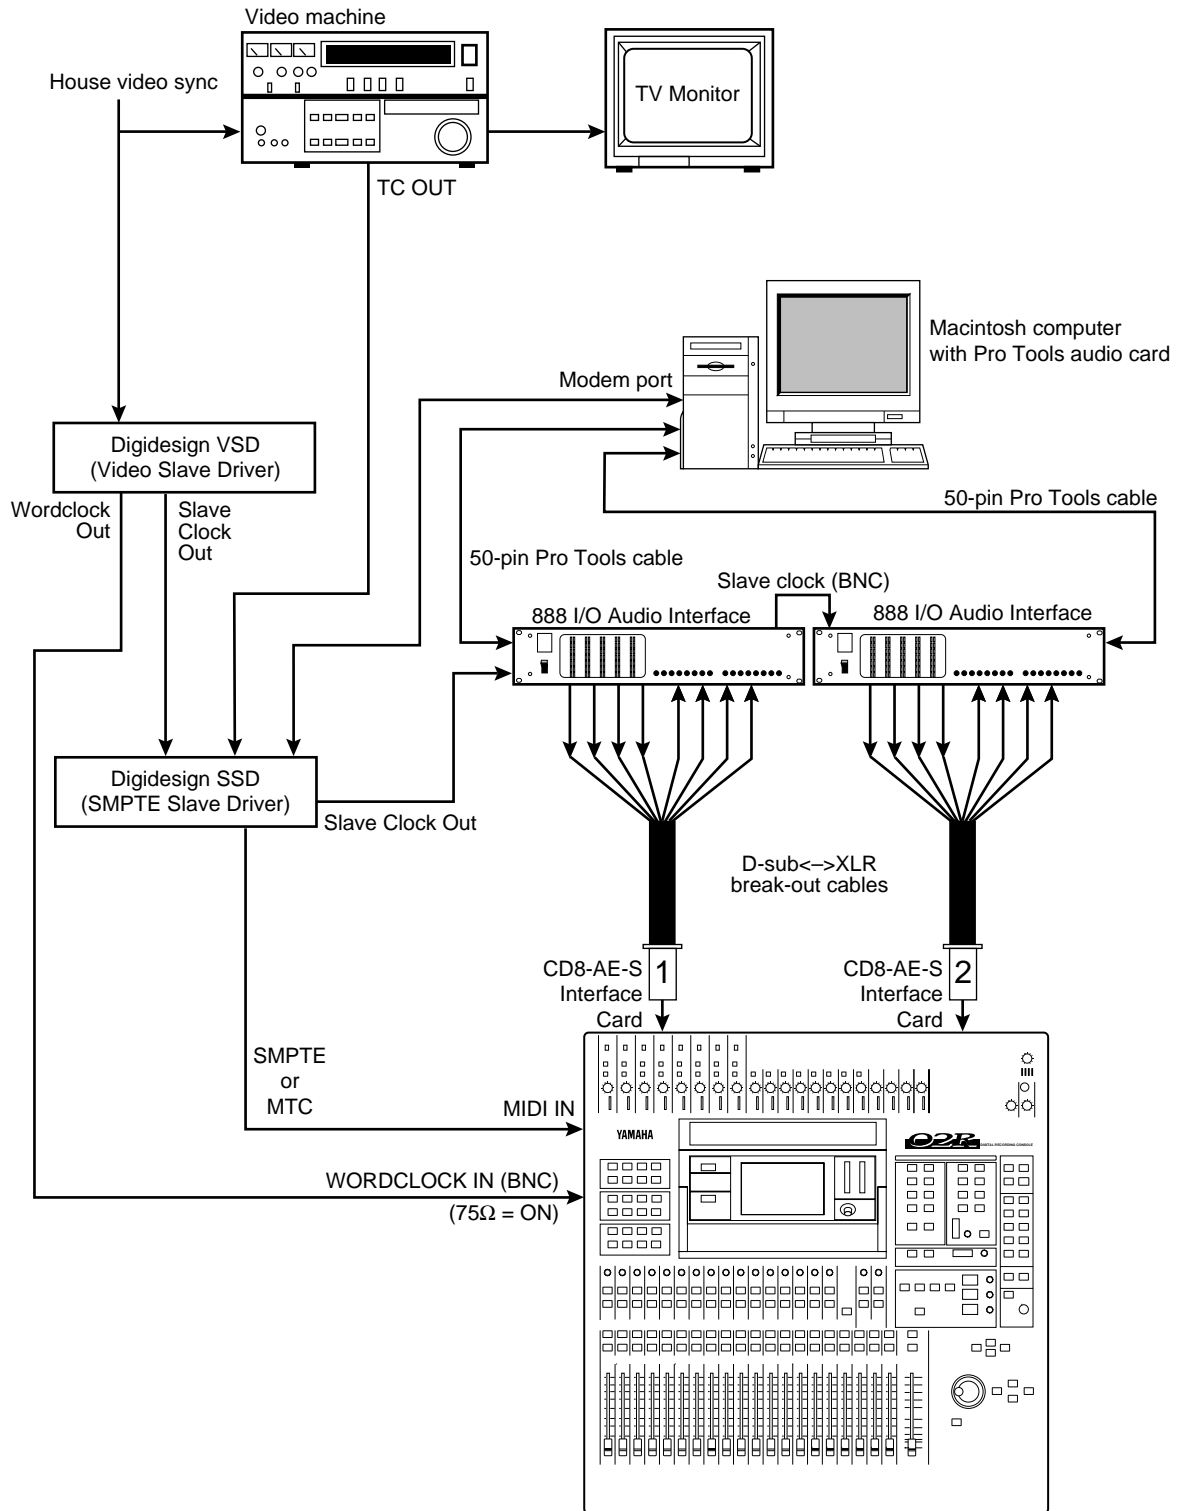 Video machine
House video sync
TV Monitor
TC OUT
Macintosh computer
with Pro Tools audio card
Modem port
Digidesign VSD
(Video Slave Driver)
Wordclock
Out
Slave
Clock
Out
50-pin Pro Tools cable
50-pin Pro Tools cable
Slave clock (BNC)
888 I/O Audio Interface
888 I/O Audio Interface
Digidesign SSD
(SMPTE Slave Driver)
Slave Clock Out
D-sub<–>XLR
break-out cables
CD8-AE-S
Interface
Card
1
CD8-AE-S
Interface
Card
2
SMPTE
or
MTC
MIDI IN
YAMAHA
02R
DIGITAL RECORDING CONSOLE
WORDCLOCK IN (BNC)
(75Ω = ON)